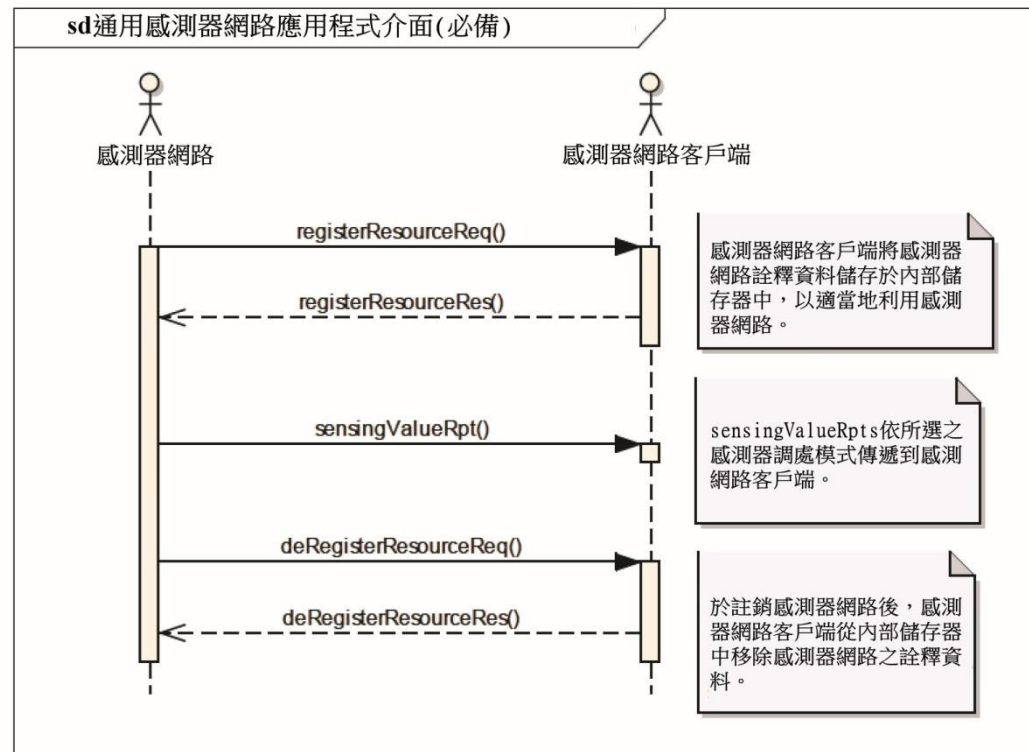 sd通用感測器網路應用程式介面(必備)
感測器網路
感測器網路客戶端
registerResourceReq()
感測器網路客戶端將感測器
網路詮釋資料儲存於內部儲
存器中，以適當地利用感測
器網路。
registerResourceRes()
sensingValueRpt()
sensingValueRpts依所選之
感測器調處模式傳遞到感測
網路客戶端。
deRegisterResourceReq()
deRegisterResourceRes()
於註銷感測器網路後，感測
器網路客戶端從內部儲存器
中移除感測器網路之詮釋資
料。